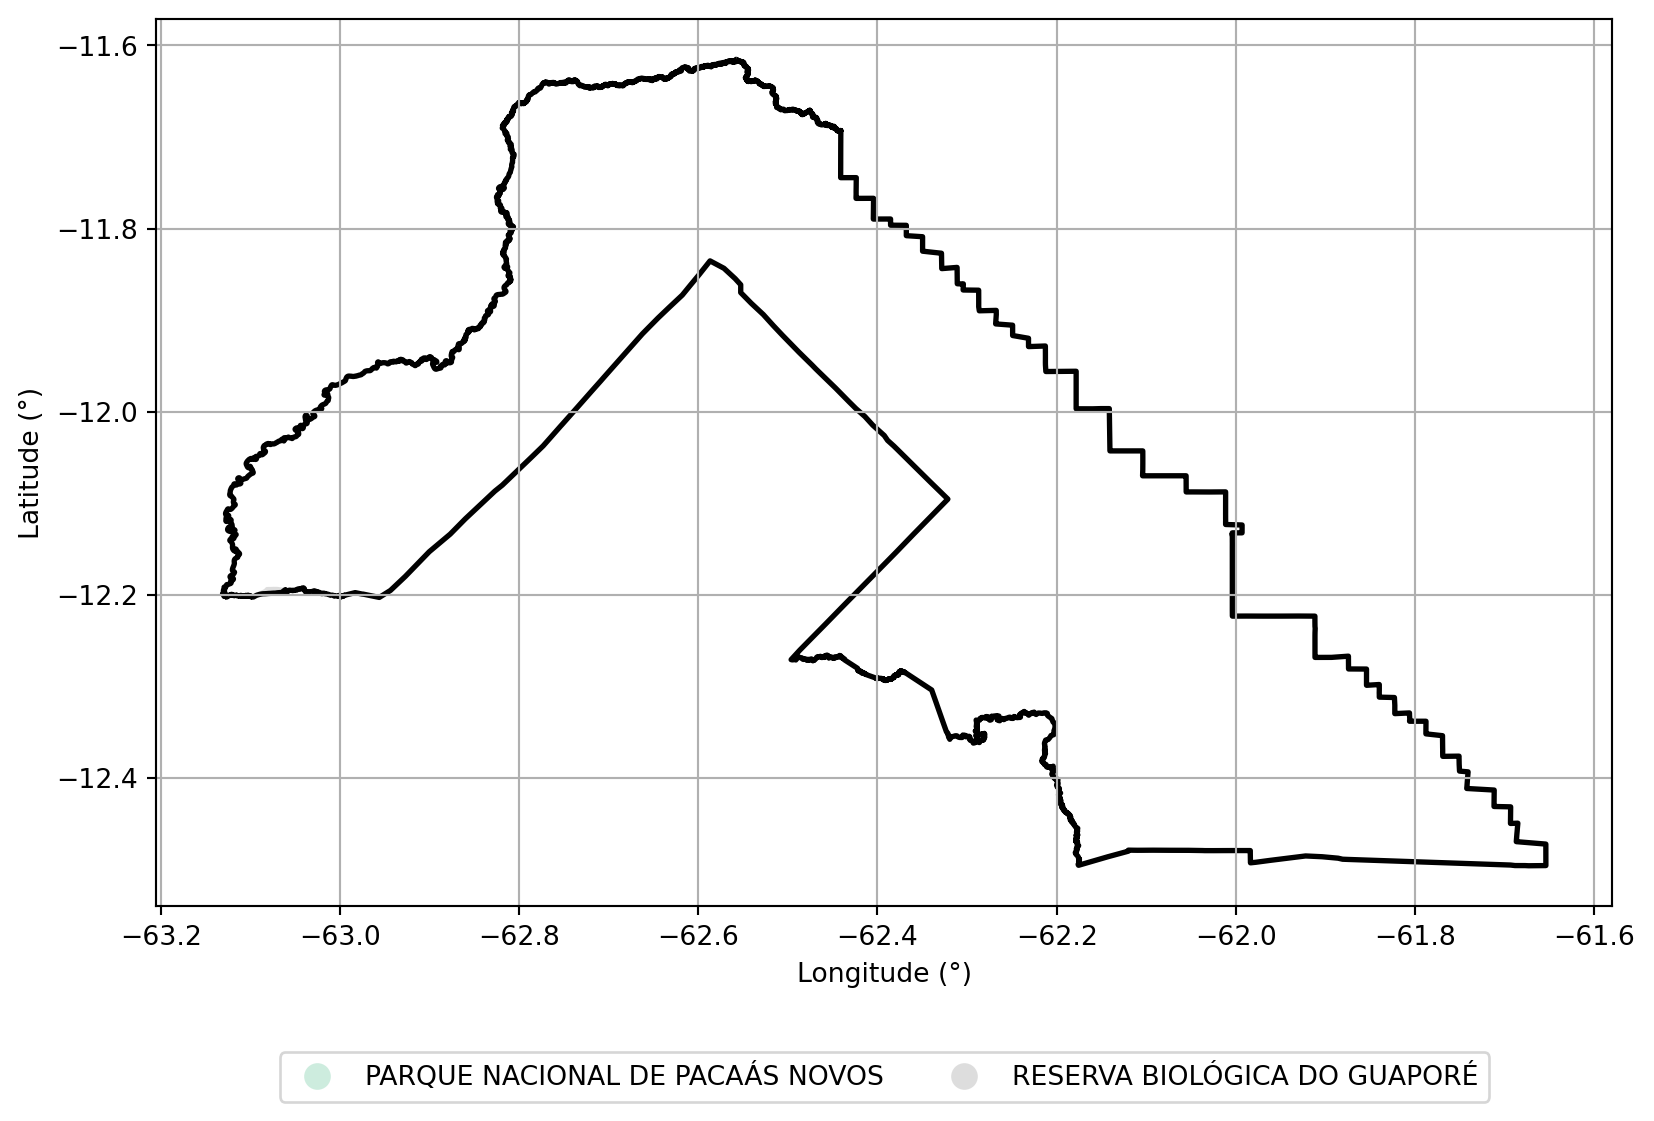 −11.6
−11.8
−12.0
−12.2
−12.4
Latitude (°)
−63.2 −63.0 −62.8 −62.6 −62.4 −62.2 −62.0 −61.8 −61.6
Longitude (°)
PARQUE NACIONAL DE PACAÁS NOVOS RESERVA BIOLÓGICA DO GUAPORÉ